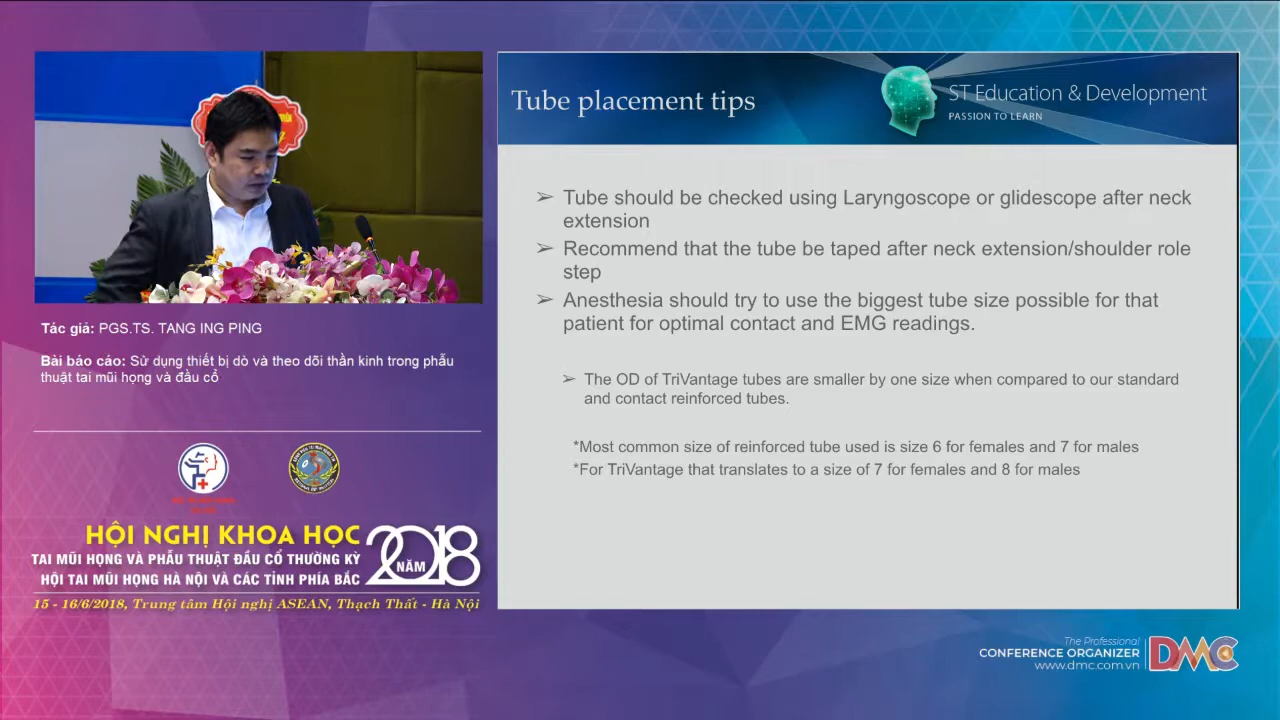 Tube placement tips
ST Education & Development
PASSION TO LEARN
➢ Tube should be checked using Laryngoscope or glidescope after neck
extension
➢ Recommend that the tube be taped after neck extension/shoulder role
step
➢ Anesthesia should try to use the biggest tube size possible for that
patient for optimal contact and EMG readings.
➢ The OD of TriVantage tubes are smaller by one size when compared to our standard
and contact reinforced tubes.
*Most common size of reinforced tube used is size 6 for females and 7 for males
*For TriVantage that translates to a size of 7 for females and 8 for males
Tác giả: PGS.TS. TANG ING PING
Bài báo cáo: Sử dụng thiết bị dò và theo dõi thần kinh trong phẫu
thuật tai mũi họng và đầu cổ
HỘI NGHỊ KHOA HỌC
TAI MŨI HỌNG VÀ PHẪU THUẬT ĐẦU CỔ THƯỜNG KỲ
HỘI TAI MŨI HỌNG HÀ NỘI VÀ CÁC TỈNH PHÍA BẮC
NĂM 2018
15 - 16/6/2018, Trung tâm Hội nghị ASEAN, Thạch Thất - Hà Nội
The Professional
CONFERENCE ORGANIZER
www.dmc.com.vn
DMC